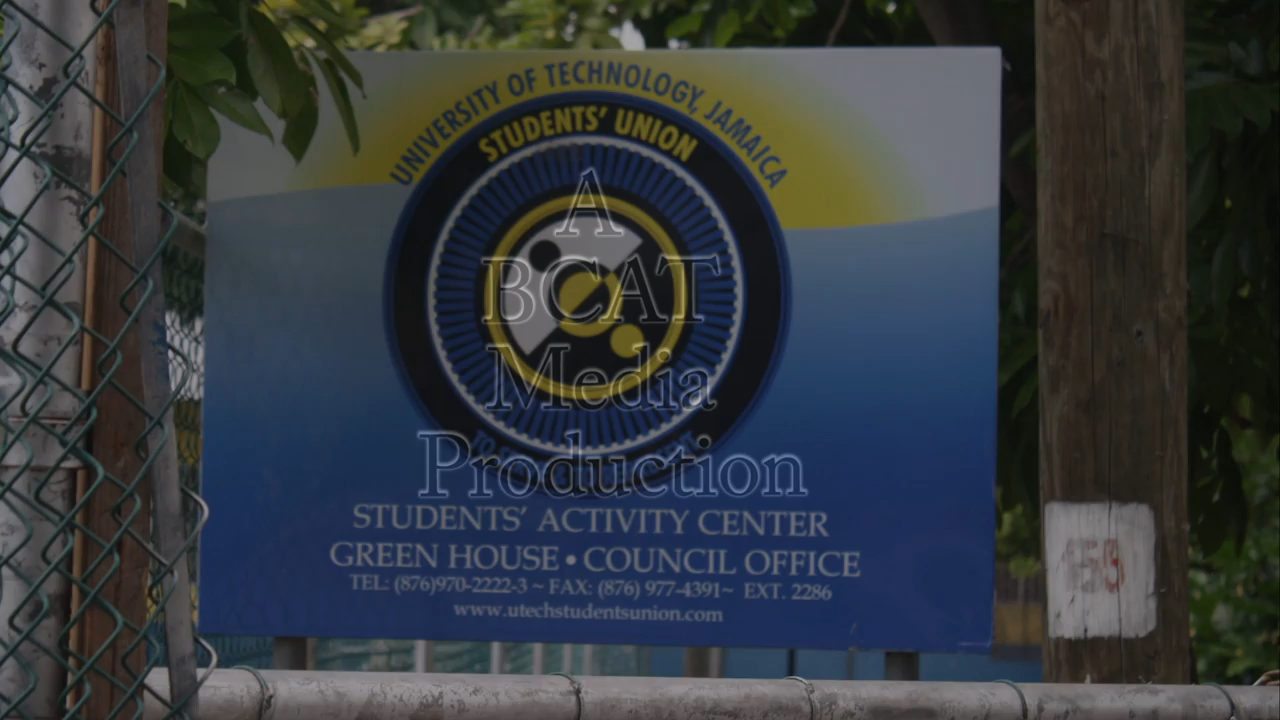 UNIVERSITY OF TECHNOLOGY, JAMAICA
STUDENTS' UNION
A
BCAT
Media
Production
STUDENTS' ACTIVITY CENTER
GREEN HOUSE • COUNCIL OFFICE
TEL: (876)970-2222-3 ~ FAX: (876) 977-4391~ EXT. 2286
www.utechstudentsunion.com